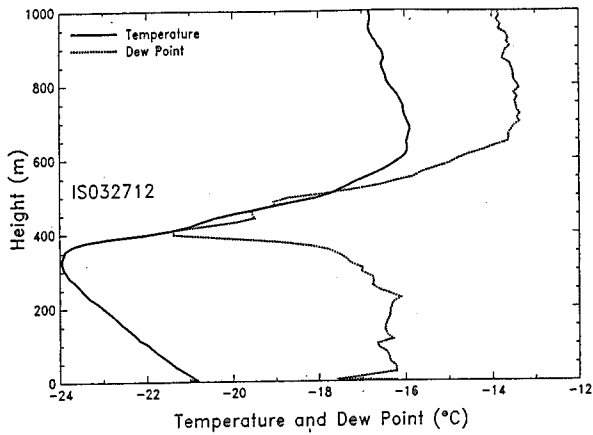 1000
800
600
400
200
0
Height (m)
Temperature
Dew Point
ISO32712
−24
−22
−20
−18
−16
−14
−12
Temperature and Dew Point (°C)